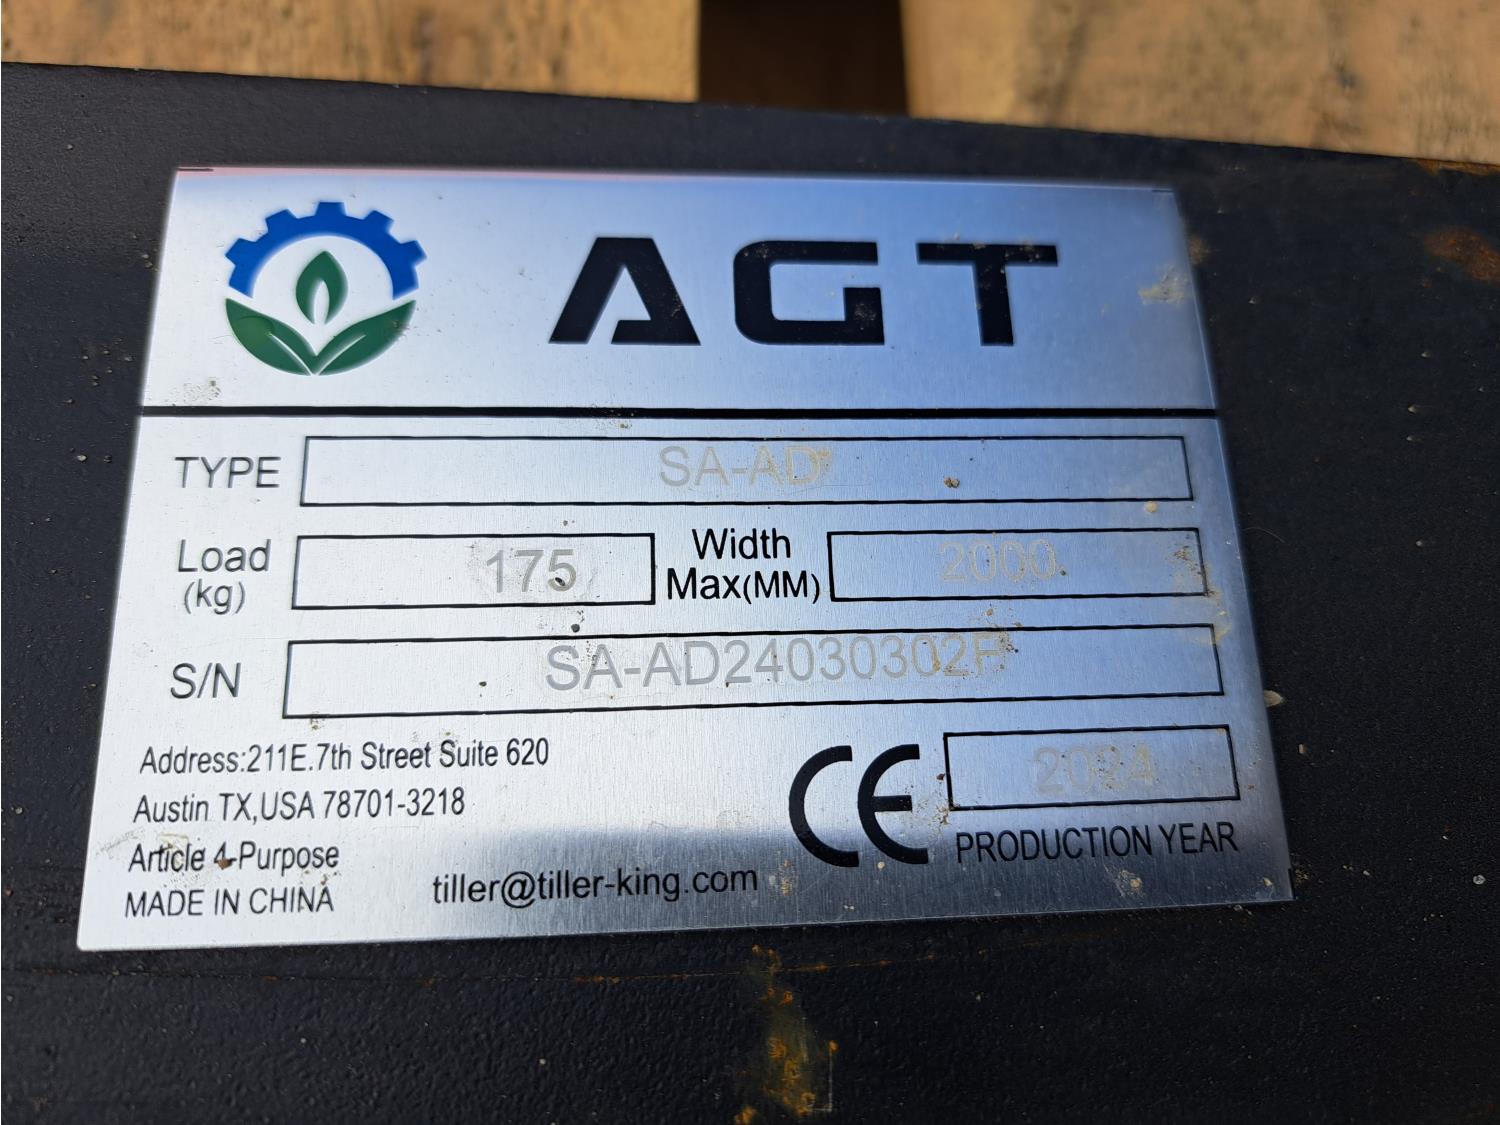 AGT
TYPE SA-AD
Load (kg) 175 Width Max(MM) 2000
S/N SA-AD24030302F
Address:211E.7th Street Suite 620
Austin TX,USA 78701-3218
Article 4-Purpose
MADE IN CHINA
tiller@tiller-king.com
CE 2024
PRODUCTION YEAR